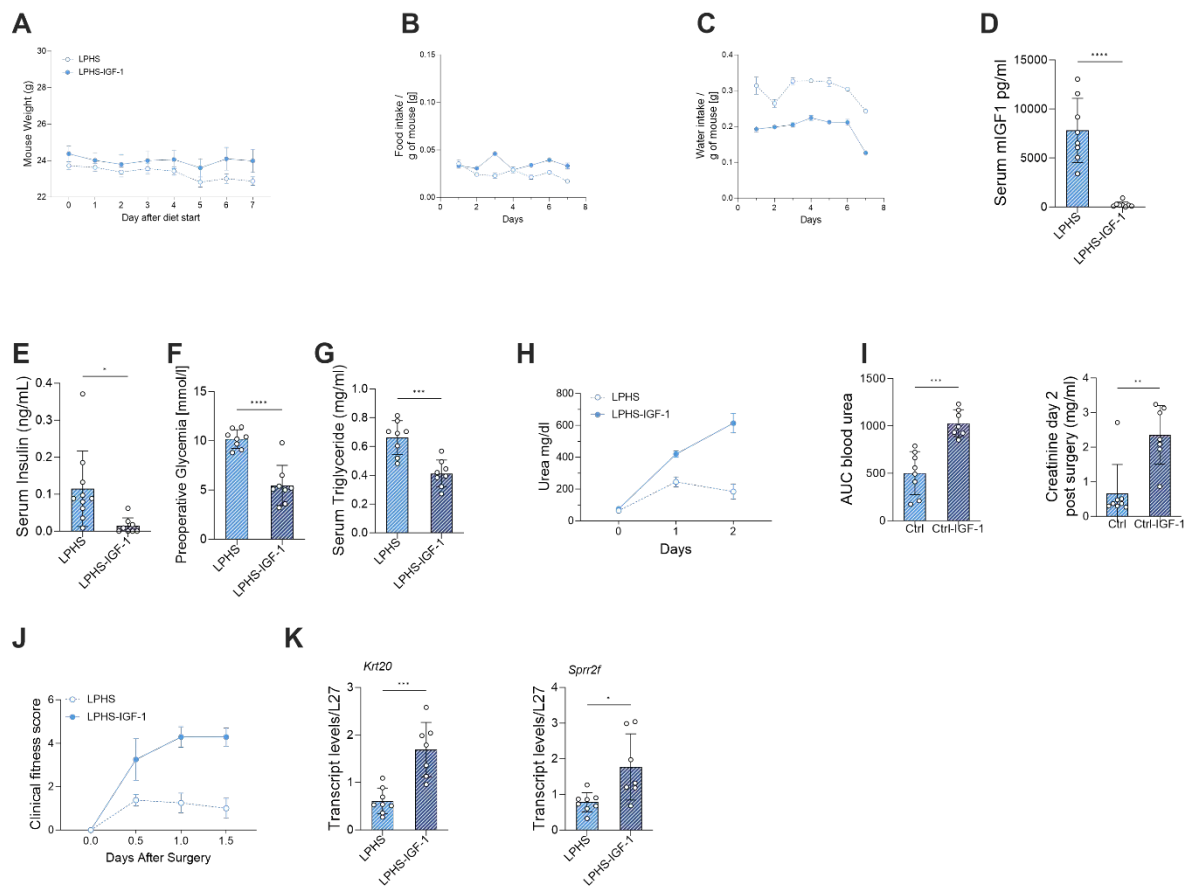 A
30
28
26
24
22
Mouse Weight (g)
LPHS
LPHS-IGF-1
0 1 2 3 4 5 6 7
Day after diet start
B
0.15
0.10
0.05
0.00
Food intake /
g of mouse [g]
0 2 4 6 8
Days
C
0.4
0.3
0.2
0.1
0.0
Water intake /
g of mouse [g]
0 2 4 6 8
Days
D
15000
10000
5000
0
Serum mIGF1 pg/ml
****
LPHS
LPHS-IGF-1
E
0.4
0.3
0.2
0.1
0.0
Serum Insulin (ng/mL)
*
LPHS
LPHS-IGF-1
F
15
10
5
0
Preoperative Glycemia [mmol/l]
****
LPHS
LPHS-IGF-1
G
1.0
0.8
0.6
0.4
0.2
0.0
Serum Triglyceride (mg/ml)
***
LPHS
LPHS-IGF-1
H
800
600
400
300
200
100
0
Urea mg/dl
LPHS
LPHS-IGF-1
0 1 2
Days
I
1500
1000
500
0
AUC blood urea
***
Ctrl Ctrl-IGF-1
4
3
2
1
0
Creatinine day 2
post surgery (mg/ml)
**
Ctrl Ctrl-IGF-1
J
6
4
2
0
Clinical fitness score
LPHS
LPHS-IGF-1
0.0 0.5 1.0 1.5
Days After Surgery
K
Krt20
3
2
1
0
Transcript levels/L27
***
LPHS
LPHS-IGF-1
Sprr2f
4
3
2
1
0
Transcript levels/L27
*
LPHS
LPHS-IGF-1